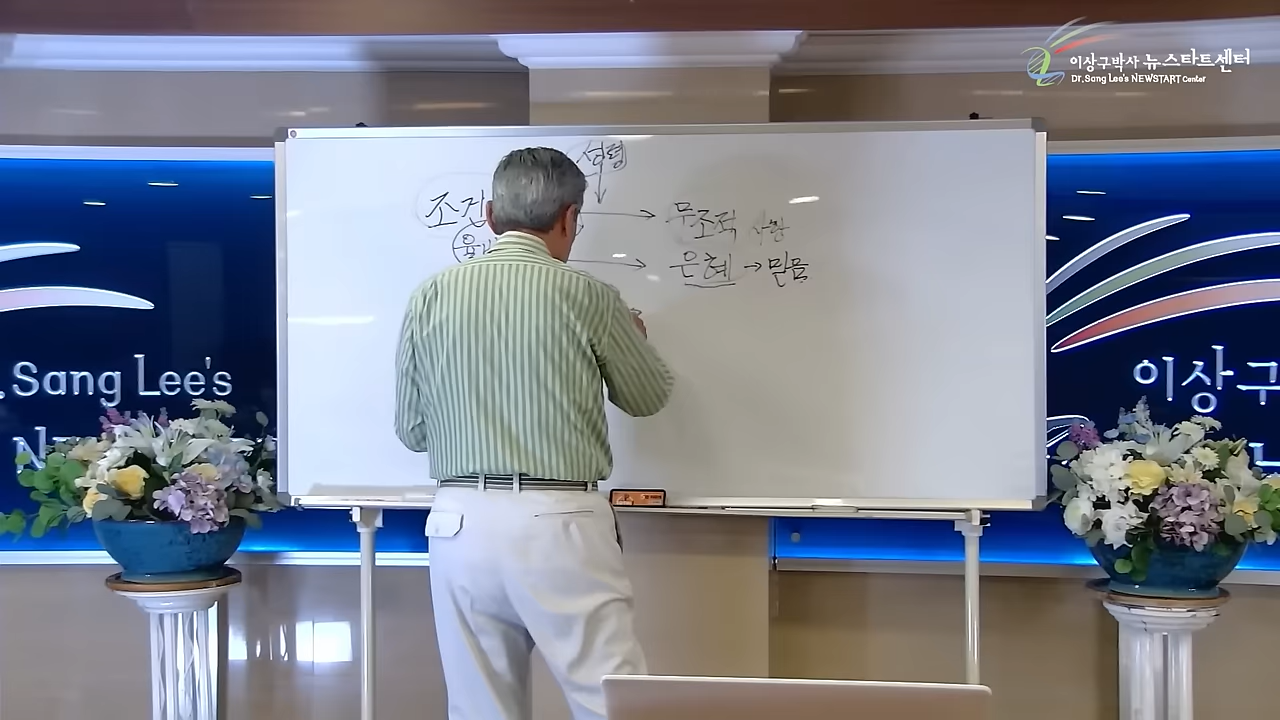 이상구박사 뉴스타트센터
Dr. Sang Lee's NEWSTART Center
성령
조건 → 무조적 사랑
→ 은혜 → 믿음
.Sang Lee's
이상구